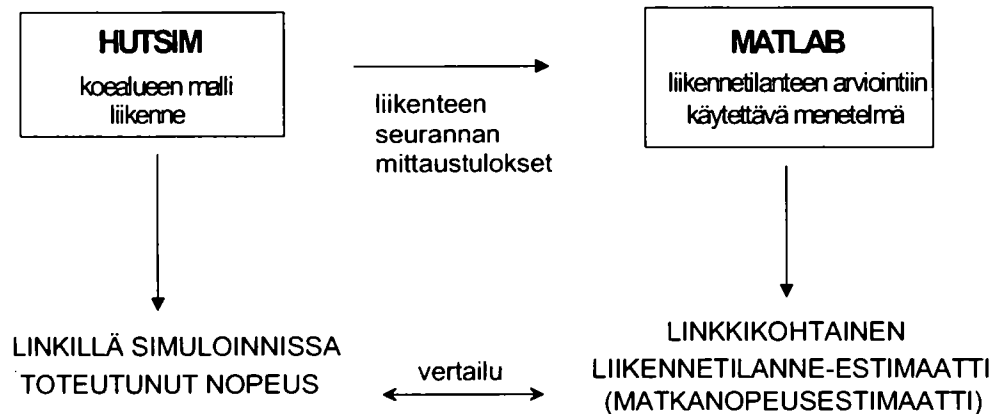 HUTSIM
koealueen malli
liikenne
liikenteen
seurannan
mittaustulokset
MATLAB
liikennetilanteen arviointiin
käytettävä menetelmä
LINKILLÄ SIMULOINNISSA
TOTEUTUNUT NOPEUS
vertailu
LINKKIKOHTAINEN
LIIKENNETILANNE-ESTIMAATTI
(MATKANOPEUSESTIMAATTI)